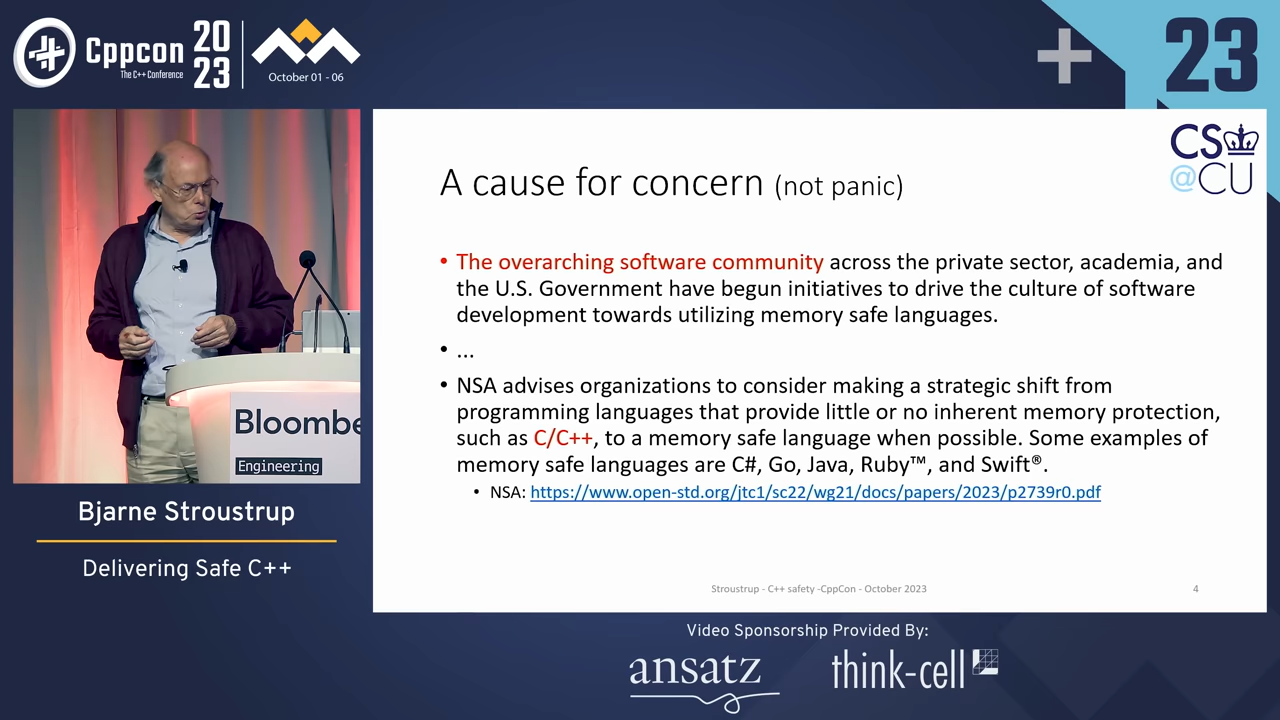 Cppcon
The C++ Conference
20
23
October 01 - 06
+
23
CS
@CU
A cause for concern (not panic)
• The overarching software community across the private sector, academia, and
the U.S. Government have begun initiatives to drive the culture of software
development towards utilizing memory safe languages.
• ...
• NSA advises organizations to consider making a strategic shift from
programming languages that provide little or no inherent memory protection,
such as C/C++, to a memory safe language when possible. Some examples of
memory safe languages are C#, Go, Java, Ruby™, and Swift®.
• NSA: https://www.open-std.org/jtc1/sc22/wg21/docs/papers/2023/p2739r0.pdf
Stroustrup - C++ safety -CppCon - October 2023
4
Bloombe
Engineering
Bjarne Stroustrup
Delivering Safe C++
Video Sponsorship Provided By:
ansatz
think-cell